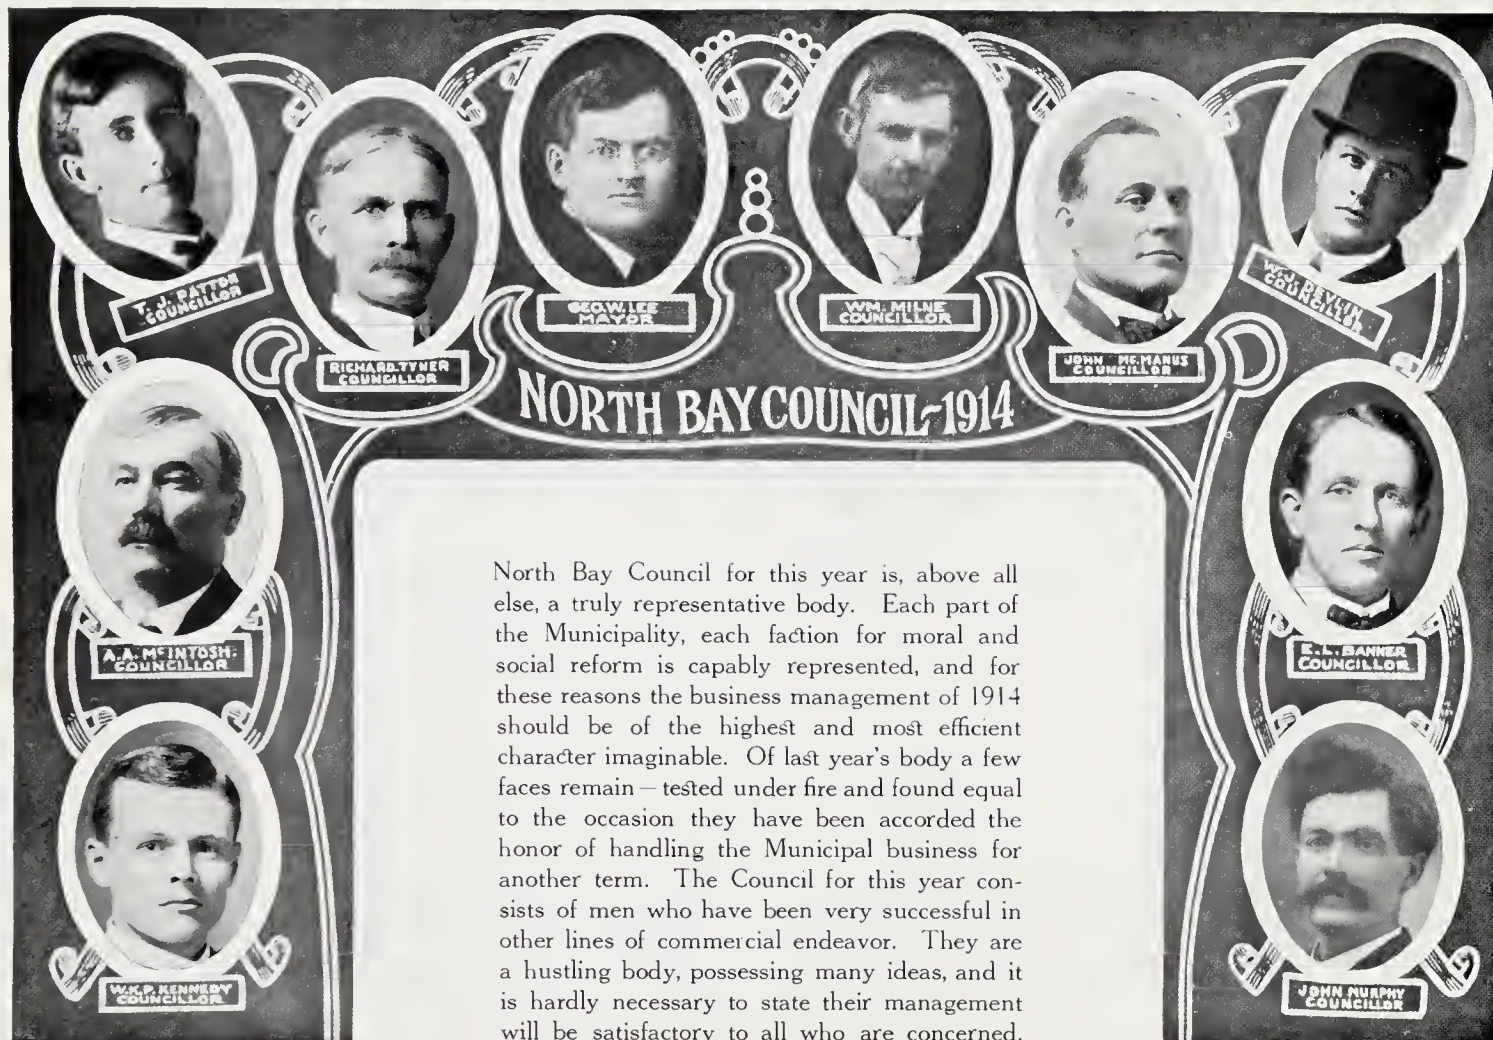 T. J. PATTON
COUNCILLOR
RICHARD. TYNER
COUNCILLOR
GEO. W. LEE
MAYOR
WM. MILNE
COUNCILLOR
JOHN MC. MANUS
COUNCILLOR
W. J. DEVLIN
COUNCILLOR
NORTH BAY COUNCIL-1914
A. A. McINTOSH.
COUNCILLOR
E. L. BANNER
COUNCILLOR
W. K. P. KENNEDY
COUNCILLOR
JOHN MURPHY
COUNCILLOR
North Bay Council for this year is, above all
else, a truly representative body. Each part of
the Municipality, each faction for moral and
social reform is capably represented, and for
these reasons the business management of 1914
should be of the highest and most efficient
character imaginable. Of last year's body a few
faces remain — tested under fire and found equal
to the occasion they have been accorded the
honor of handling the Municipal business for
another term. The Council for this year con-
sists of men who have been very successful in
other lines of commercial endeavor. They are
a hustling body, possessing many ideas, and it
is hardly necessary to state their management
will be satisfactory to all who are concerned.